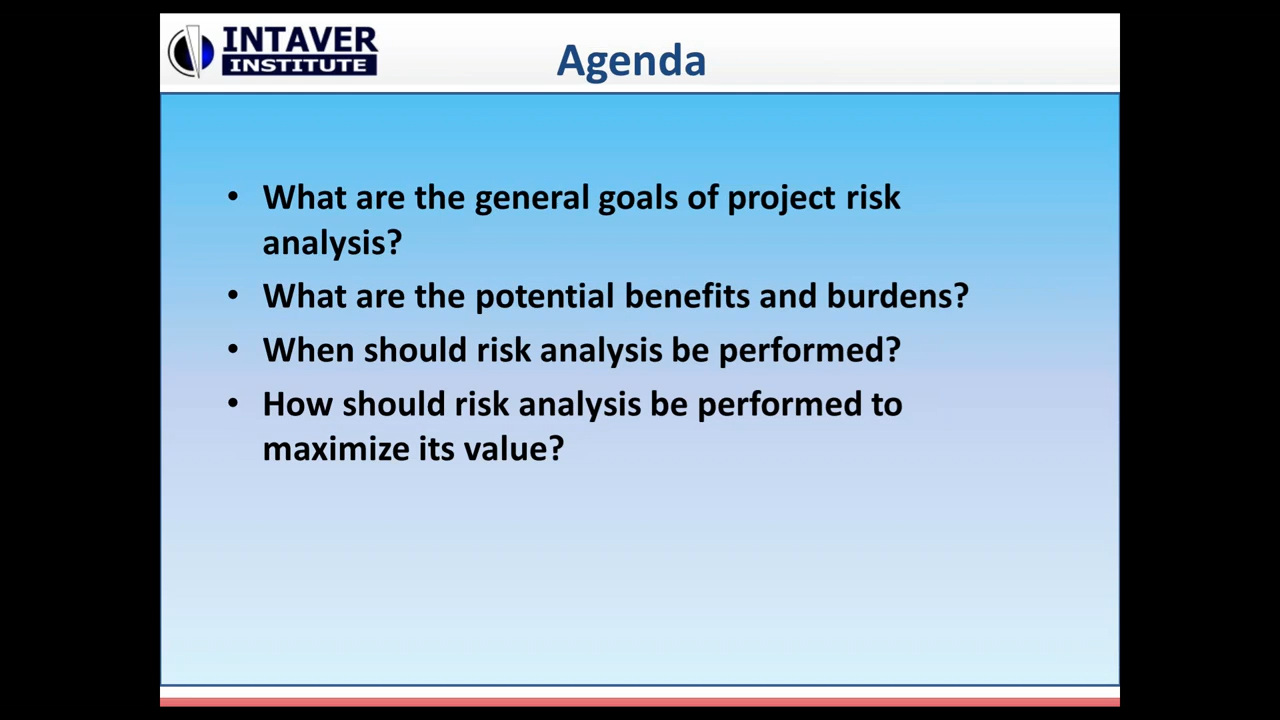 INTAVER
INSTITUTE
Agenda
• What are the general goals of project risk
analysis?
• What are the potential benefits and burdens?
• When should risk analysis be performed?
• How should risk analysis be performed to
maximize its value?